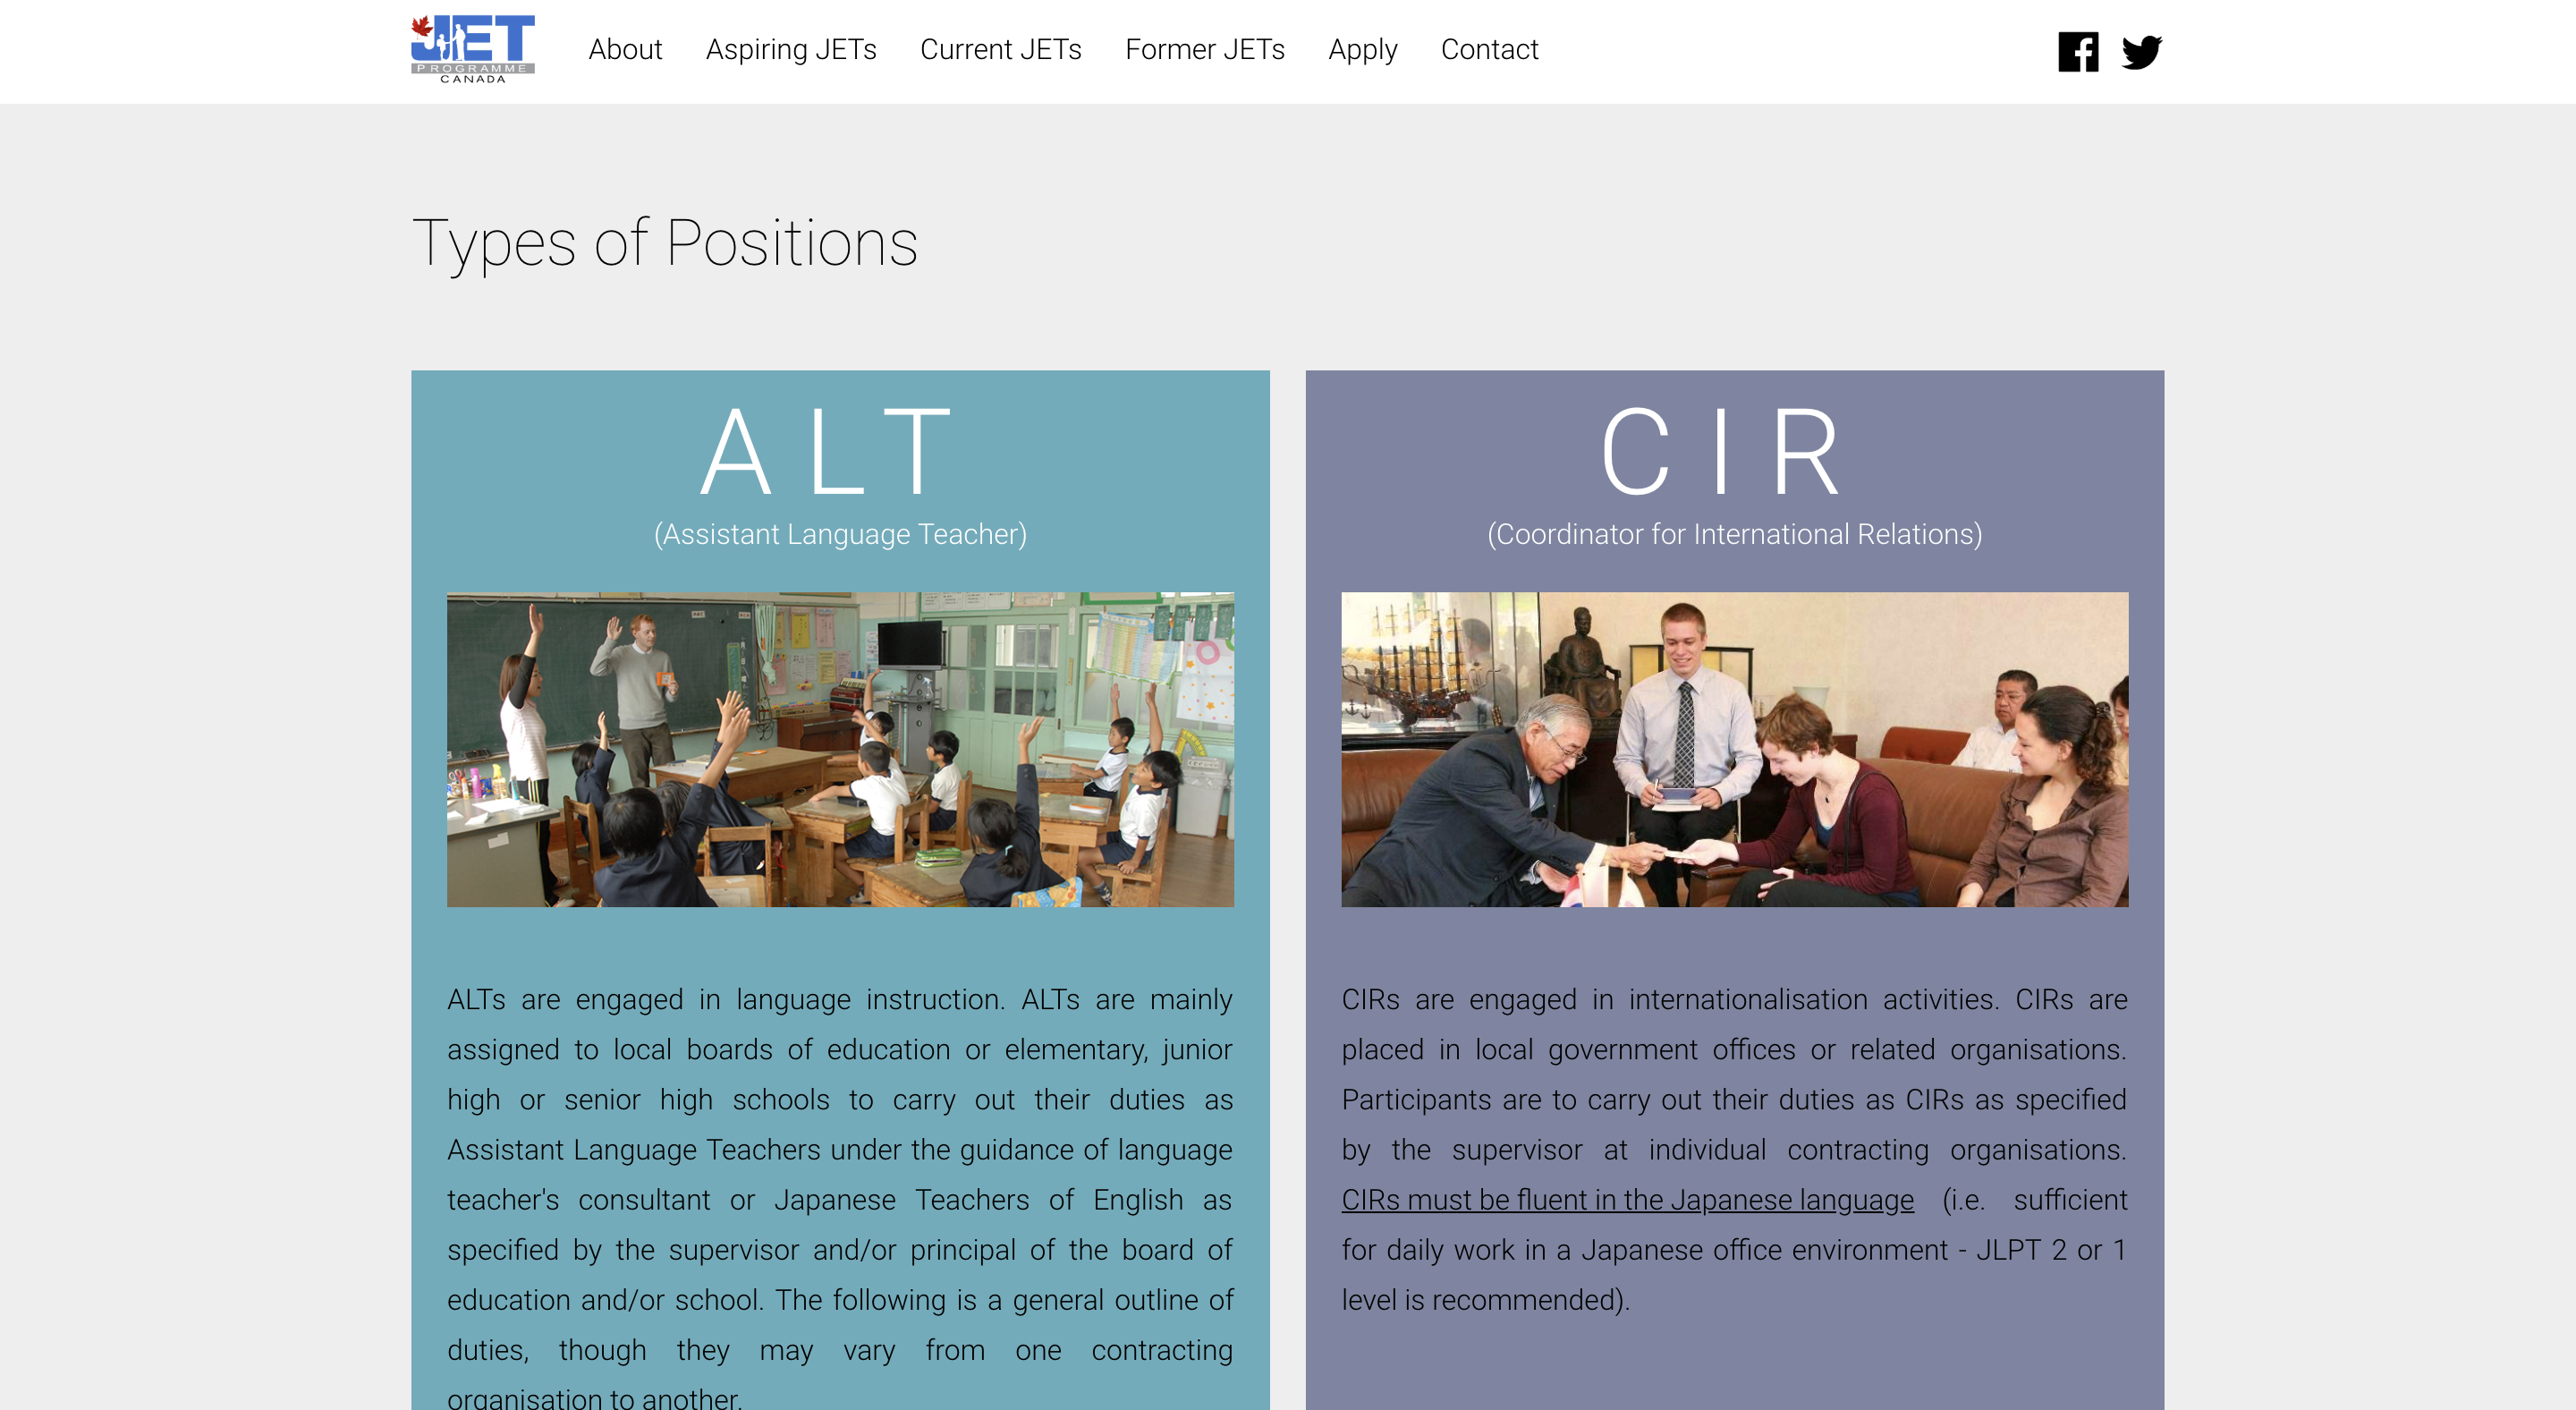 JET
PROGRAMME
CANADA
About
Aspiring JETs
Current JETs
Former JETs
Apply
Contact
Types of Positions
ALT
(Assistant Language Teacher)
ALTs are engaged in language instruction. ALTs are mainly
assigned to local boards of education or elementary, junior
high or senior high schools to carry out their duties as
Assistant Language Teachers under the guidance of language
teacher's consultant or Japanese Teachers of English as
specified by the supervisor and/or principal of the board of
education and/or school. The following is a general outline of
duties, though they may vary from one contracting
organisation to another.
CIR
(Coordinator for International Relations)
CIRs are engaged in internationalisation activities. CIRs are
placed in local government offices or related organisations.
Participants are to carry out their duties as CIRs as specified
by the supervisor at individual contracting organisations.
CIRs must be fluent in the Japanese language (i.e. sufficient
for daily work in a Japanese office environment - JLPT 2 or 1
level is recommended).